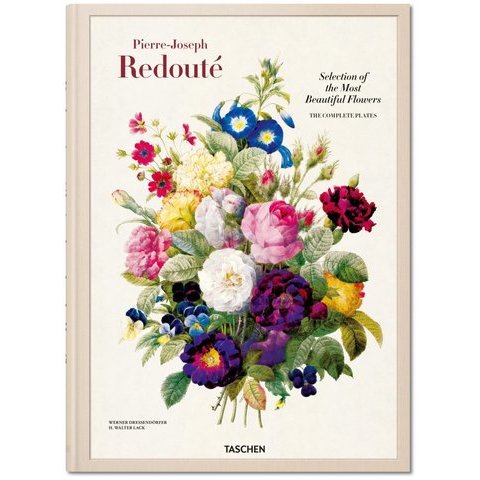 Pierre-Joseph
Redouté
Selection of
the Most
Beautiful Flowers
THE COMPLETE PLATES
WERNER DRESSENDÖRFER
H. WALTER LACK
TASCHEN